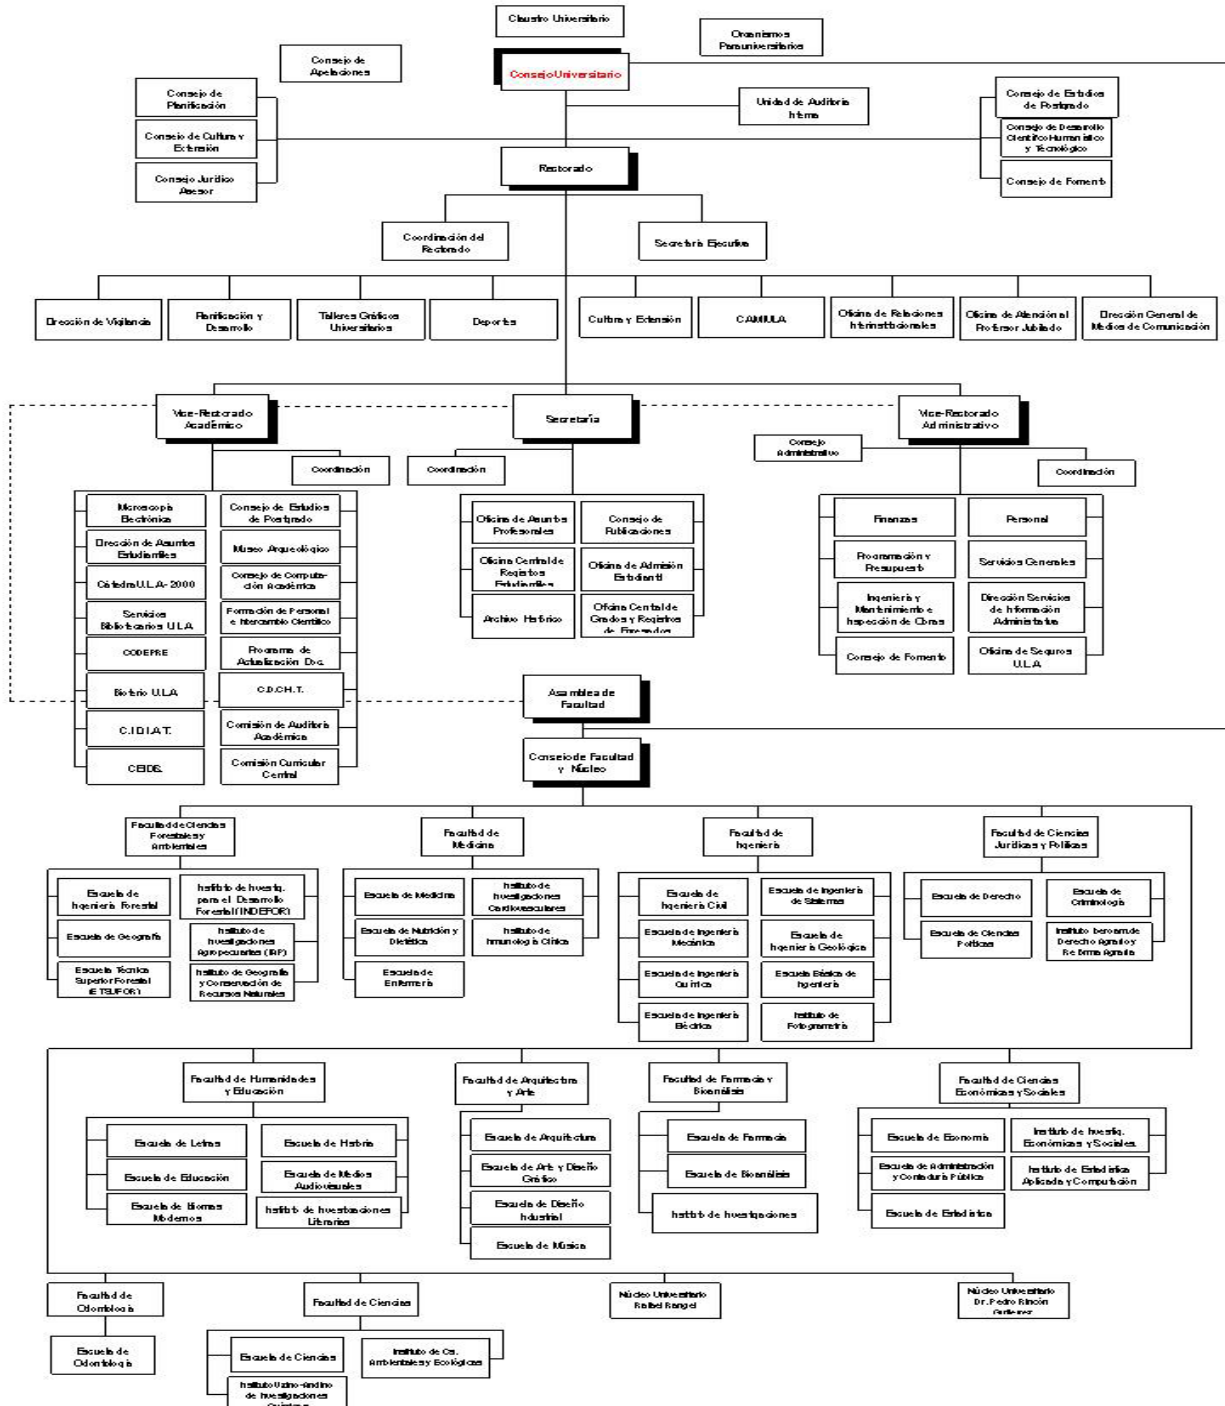 Claustro Universitario
Organismos
Parauniversitarios
Consejo de
Apelaciones
Consejo Universitario
Consejo de
Planificación
Unidad de Auditoría
Interna
Consejo de Estudios
de Postgrado
Consejo de Cultura y
Extensión
Consejo de Desarrollo
Científico Humanístico
y Técnológico
Consejo Jurídico
Asesor
Rectorado
Consejo de Fomento
Coordinación del
Rectorado
Secretaría Ejecutiva
Dirección de Vigilancia
Planificación y
Desarrollo
Talleres Gráficos
Universitarios
Deportes
Cultura y Extensión
CAMIULA
Oficina de Relaciones
Interinstitucionales
Oficina de Atención al
Profesor Jubilado
Dirección General de
Medios de Comunicación
Vice-Rectorado
Académico
Secretaría
Vice-Rectorado
Administrativo
Coordinación
Coordinación
Consejo
Administrativo
Coordinación
Microscopía
Electrónica
Consejo de Estudios
de Postgrado
Dirección de Asuntos
Estudiantiles
Museo Arqueológico
Cátedra U.L.A.- 2000
Consejo de Computa-
ción Académica
Servicios
Bibliotecarios U.L.A
Formación de Personal
e Intercambio Científico
CODEPRE
Programa de
Actualización Doc.
Bioterio U.L.A
C.D.C.H.T.
C.I.D.I.A.T.
Comisión de Auditoría
Académica
CEIDIS.
Comisión Curricular
Central
Oficina de Asuntos
Profesorales
Consejo de
Publicaciones
Oficina Central de
Registros
Estudiantiles
Oficina de Admisión
Estudiantil
Archivo Histórico
Oficina Central de
Grados y Registros
de Egresados
Finanzas
Personal
Programación y
Presupuesto
Servicios Generales
Ingeniería y
Mantenimiento e
Inspección de Obras
Dirección Servicios
de Información
Administrativa
Consejo de Fomento
Oficina de Seguros
U.L.A.
Asamblea de
Facultad
Consejo de Facultad
y Núcleo
Facultad de Ciencias
Forestales y
Ambientales
Facultad de
Medicina
Facultad de
Ingeniería
Facultad de Ciencias
Jurídicas y Políticas
Escuela de
Ingeniería Forestal
Instituto de Investig.
para el Desarrollo
Forestal (INDEFOR)
Escuela de Geografía
Instituto de
Investigaciones
Agropecuarias (IIAP)
Escuela Técnica
Superior Forestal
(ETSUFOR)
Instituto de Geografía
y Conservación de
Recursos Naturales
Escuela de Medicina
Instituto de
Investigaciones
Cardiovasculares
Escuela de Nutrición y
Dietética
Instituto de
Inmunología Clínica
Escuela de
Enfermería
Escuela de
Ingeniería Civil
Escuela de Ingeniería
de Sistemas
Escuela de Ingeniería
Mecánica
Escuela de
Ingeniería Geológica
Escuela de Ingeniería
Química
Escuela Básica de
Ingeniería
Escuela de Ingeniería
Eléctrica
Instituto de
Fotogrametría
Escuela de Derecho
Escuela de
Criminología
Escuela de Ciencias
Políticas
Instituto Iberoam. de
Derecho Agrario y
Reforma Agraria
Facultad de Humanidades
y Educación
Facultad de Arquitectura
y Arte
Facultad de Farmacia y
Bioanálisis
Facultad de Ciencias
Económicas y Sociales
Escuela de Letras
Escuela de Historia
Escuela de Educación
Escuela de Medios
Audiovisuales
Escuela de Idiomas
Modernos
Instituto de Investigaciones
Literarias
Escuela de Arquitectura
Escuela de Arte y Diseño
Gráfico
Escuela de Diseño
Industrial
Escuela de Música
Escuela de Farmacia
Escuela de Bioanálisis
Instituto de Investigaciones
Escuela de Economía
Instituto de Investig.
Económicas y Sociales.
Escuela de Administración
y Contaduría Pública
Instituto de Estadística
Aplicada y Computación
Escuela de Estadística
Facultad de
Odontología
Facultad de Ciencias
Núcleo Universitario
Rafael Rangel
Núcleo Universitario
Dr. Pedro Rincón
Gutierrez
Escuela de
Odontología
Escuela de Ciencias
Instituto de Cs.
Ambientales y Ecológicas
Instituto Uzino-Andino
de Investigaciones
Químicas